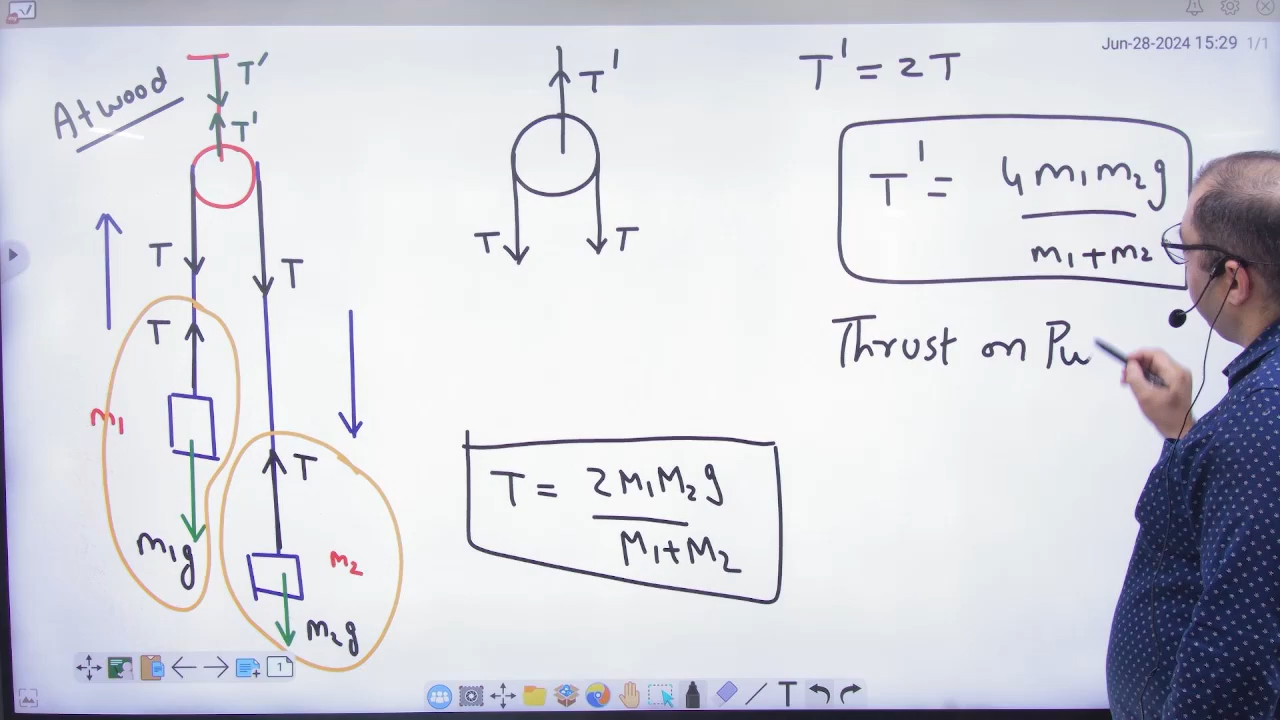 Jun-28-2024 15:29 1/1
Atwood
T'
T'
T
T
T
m₁
m₁g
T
m₂
m₂g
T'
T
T
T' = 2T
T' = 4m₁m₂g
m₁+m₂
Thrust on Pu
T = 2M₁M₂g
M₁+M₂
1
T